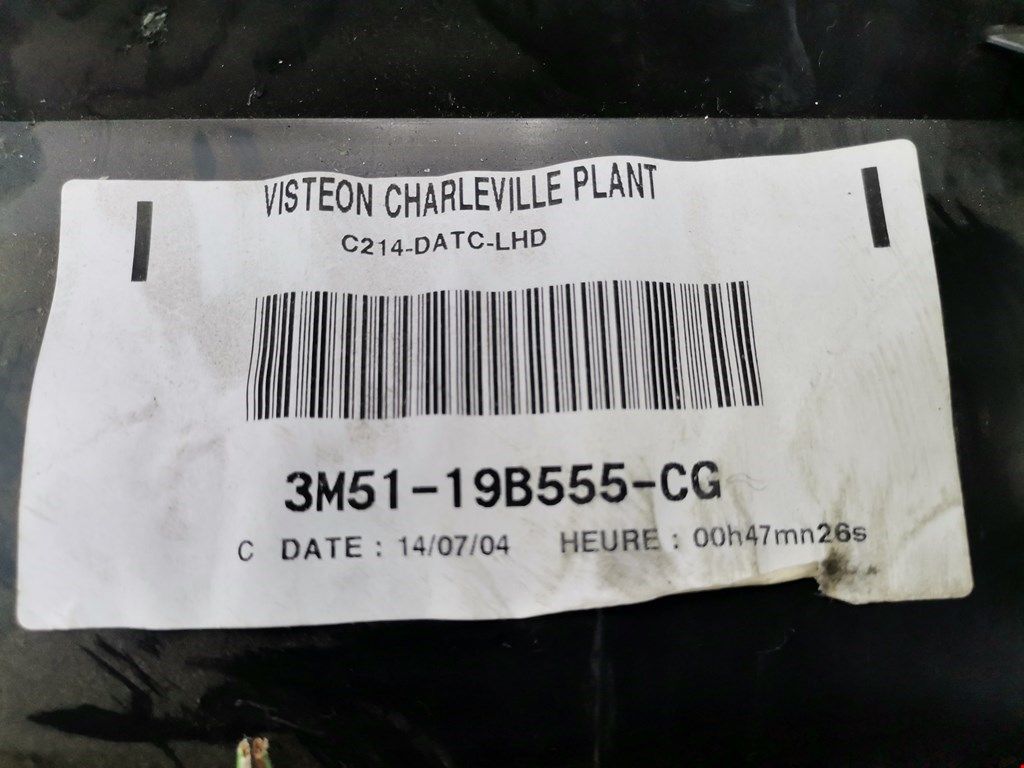 VISTEON CHARLEVILLE PLANT
C214-DATC-LHD
3M51-19B555-CG
C DATE : 14/07/04 HEURE : 00h47mn26s